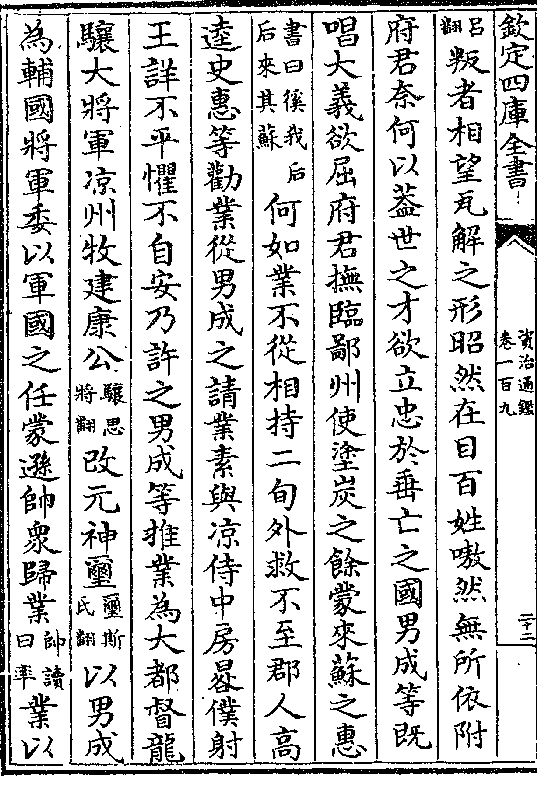 欽定四庫全書
資治通鑑
卷一百九
二十二
呂翻叛者相望瓦解之形昭然在目百姓嗷然無所依附
府君奈何以葢世之才欲立忠於垂亡之國男成等既
唱大義欲屈府君撫臨鄙州使塗炭之餘蒙來蘇之惠
書曰徯我后后來其蘇何如業不從相持二旬外救不至郡人高
逵史惠等勸業從男成之請業素與凉侍中房晷僕射
王詳不平懼不自安乃許之男成等推業為大都督龍
驤大將軍凉州牧建康公驤思將翻改元神璽璽斯氏翻以男成
為輔國將軍委以軍國之任蒙遜帥衆歸業帥讀曰率業以